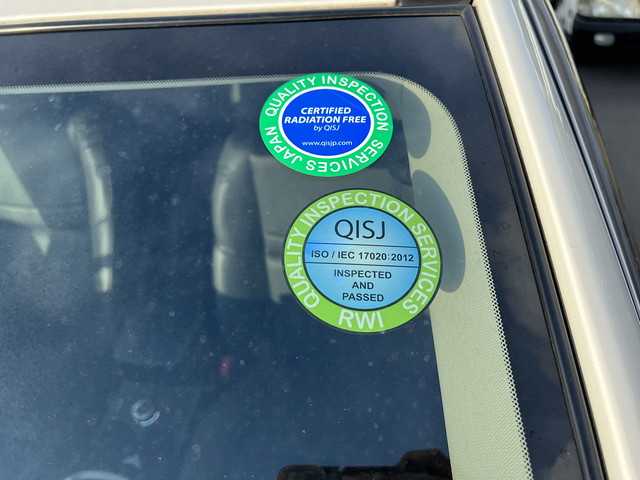 QUALITY INSPECTION SERVICES JAPAN
CERTIFIED
RADIATION FREE
by QISJ
www.qisjp.com
QUALITY INSPECTION SERVICES
QISJ
ISO / IEC 17020:2012
INSPECTED
AND
PASSED
RWI